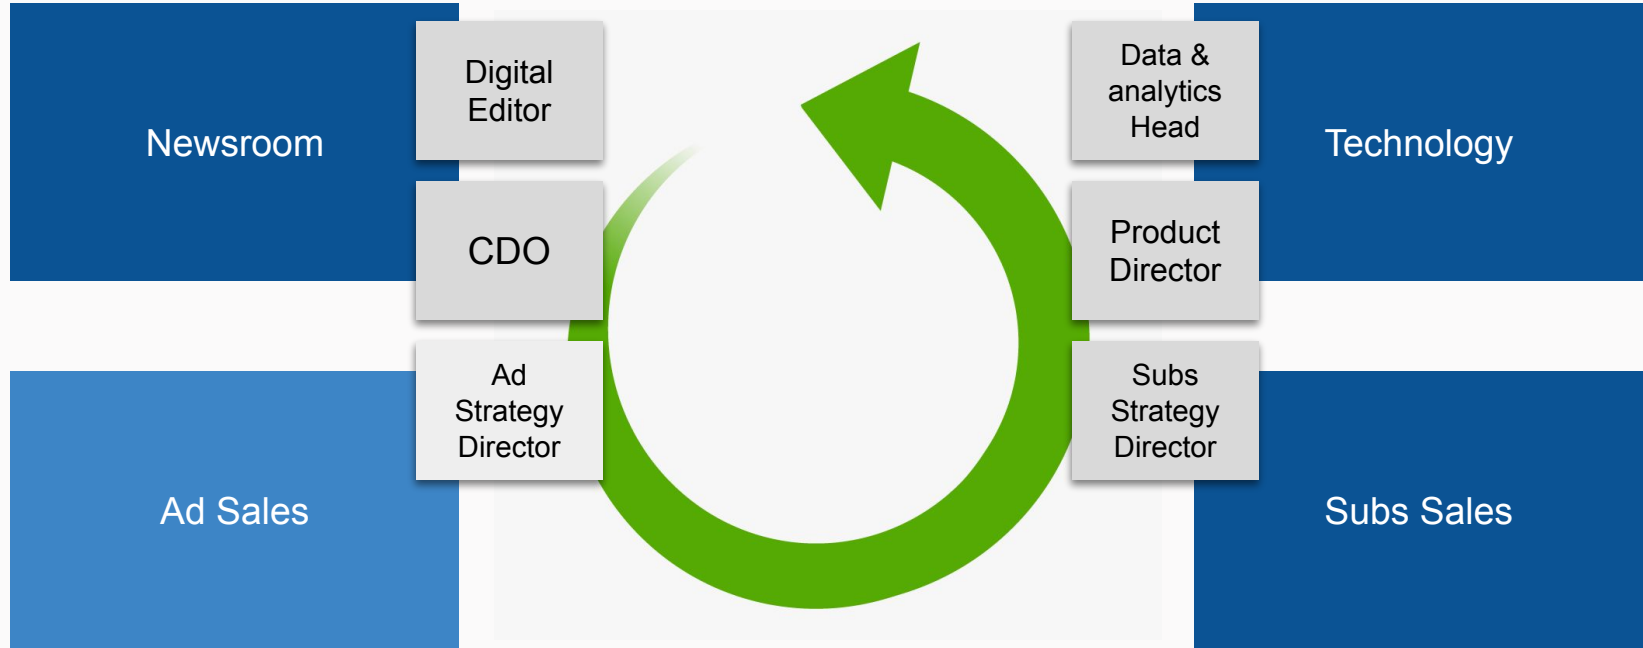 Newsroom
Digital
Editor
CDO
Ad
Strategy
Director
Ad Sales
Data &
analytics
Head
Product
Director
Subs
Strategy
Director
Technology
Subs Sales